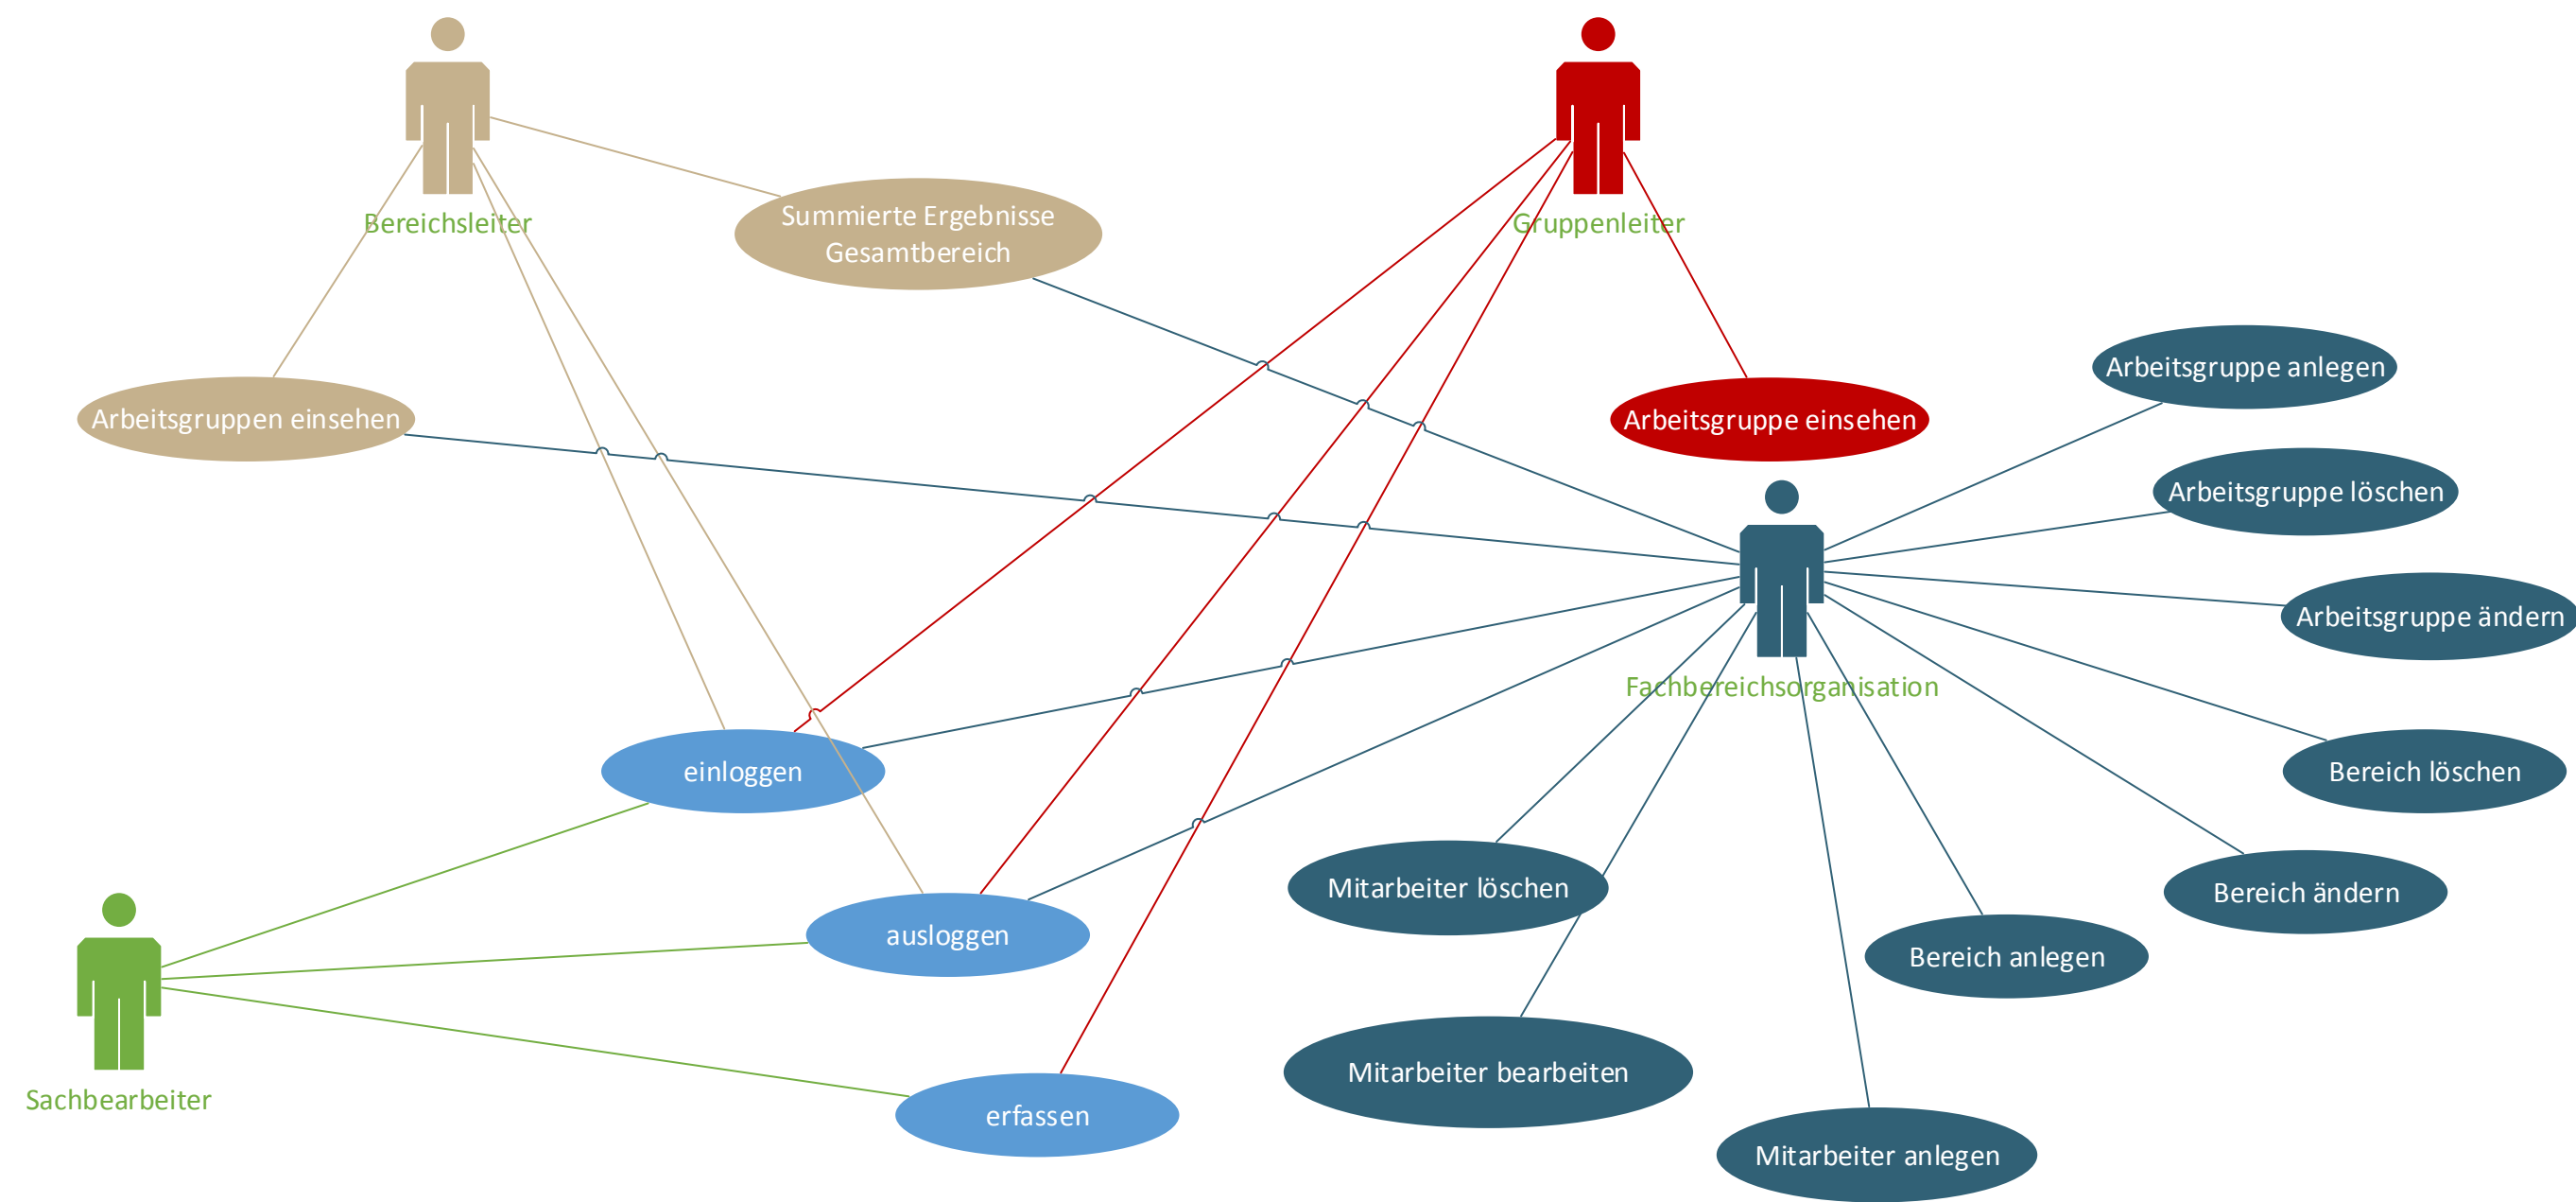 Bereichsleiter
Gruppenleiter
Summierte Ergebnisse
Gesamtbereich
Arbeitsgruppe anlegen
Arbeitsgruppen einsehen
Arbeitsgruppe einsehen
Arbeitsgruppe löschen
Arbeitsgruppe ändern
Fachbereichsorganisation
einloggen
Bereich löschen
Mitarbeiter löschen
Bereich ändern
ausloggen
Bereich anlegen
Mitarbeiter bearbeiten
Sachbearbeiter
erfassen
Mitarbeiter anlegen